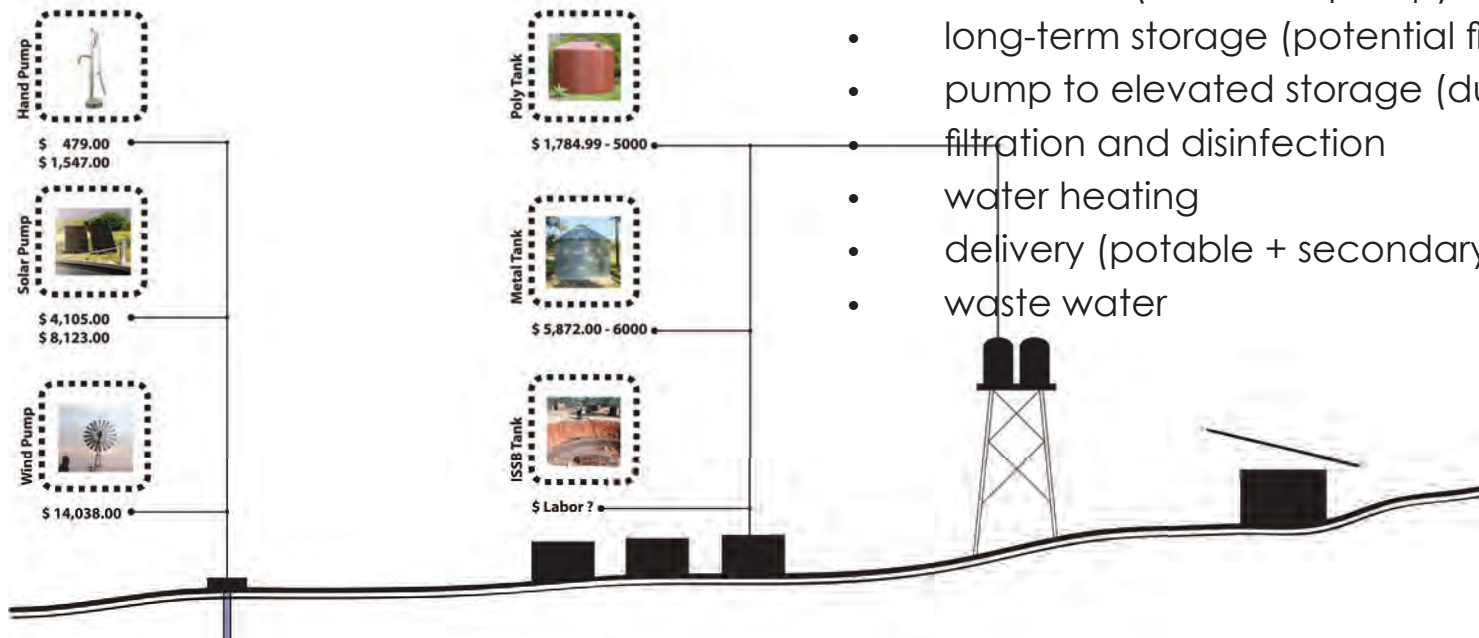 Hand Pump
$ 479.00
$ 1,547.00
Solar Pump
$ 4,105.00
$ 8,123.00
Wind Pump
$ 14,038.00
Poly Tank
$ 1,784.99 - 5000
Metal Tank
$ 5,872.00 - 6000
ISSB Tank
$ Labor ?
• long-term storage (potential
• pump to elevated storage
• filtration and disinfection
• water heating
• delivery (potable + secondary
• waste water